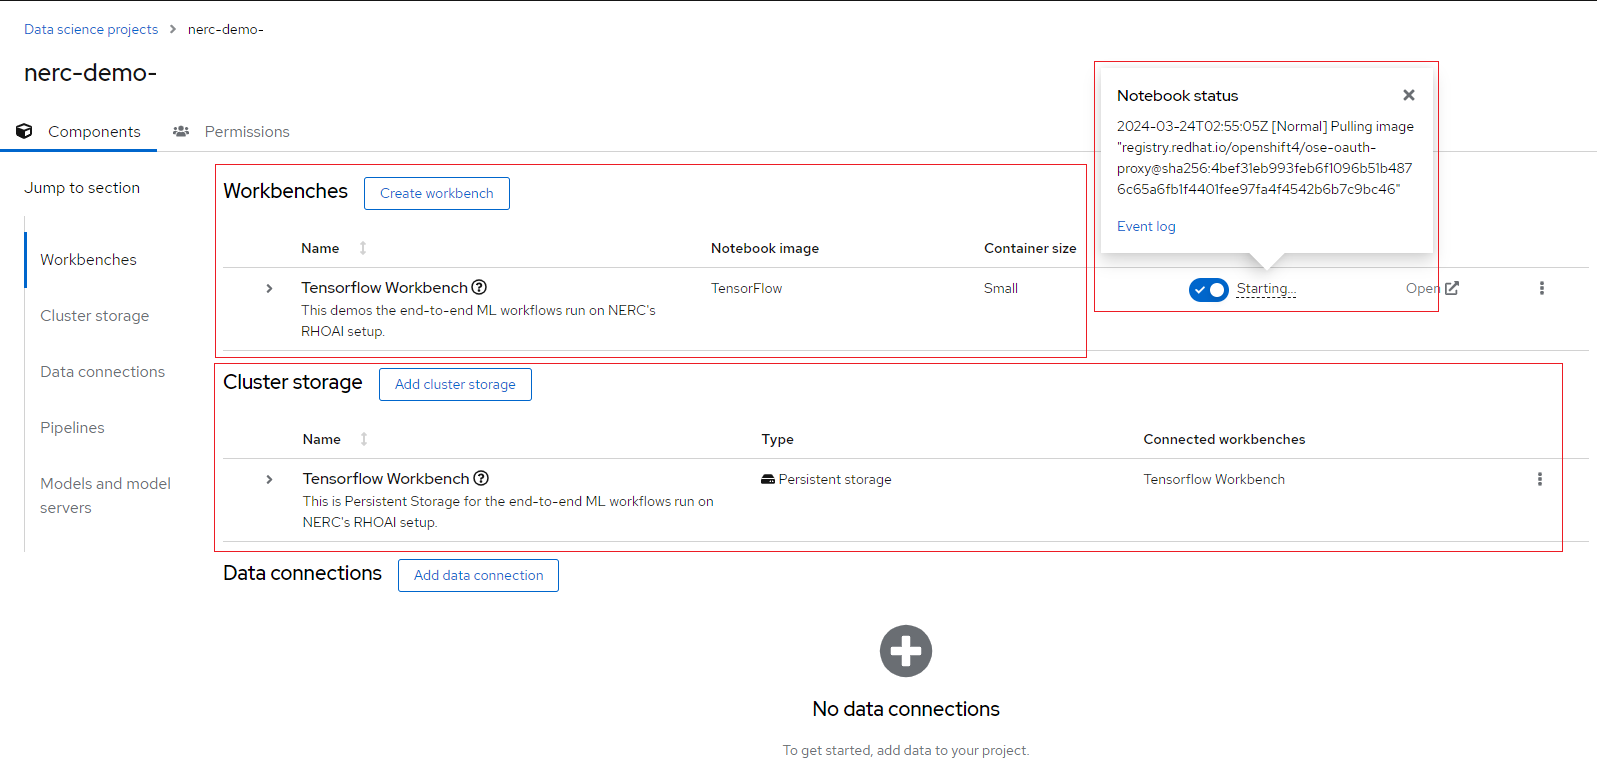 Data science projects > nerc-demo-
nerc-demo-
Components
Permissions
Jump to section
Workbenches
Cluster storage
Data connections
Pipelines
Models and model
servers
Workbenches
Create workbench
Name
Notebook image
Container size
Tensorflow Workbench
This demos the end-to-end ML workflows run on NERC's
RHOAI setup.
TensorFlow
Small
Starting...
Open
Notebook status
2024-03-24T02:55:05Z [Normal] Pulling image
"registry.redhat.io/openshift4/ose-oauth-
proxy@sha256:4bef31eb993feb6f1096b51b487
6c65a6fb1f4401fee97fa4f4542b6b7c9bc46"
Event log
Cluster storage
Add cluster storage
Name
Type
Connected workbenches
Tensorflow Workbench
This is Persistent Storage for the end-to-end ML workflows run on
NERC's RHOAI setup.
Persistent storage
Tensorflow Workbench
Data connections
Add data connection
No data connections
To get started, add data to your project.